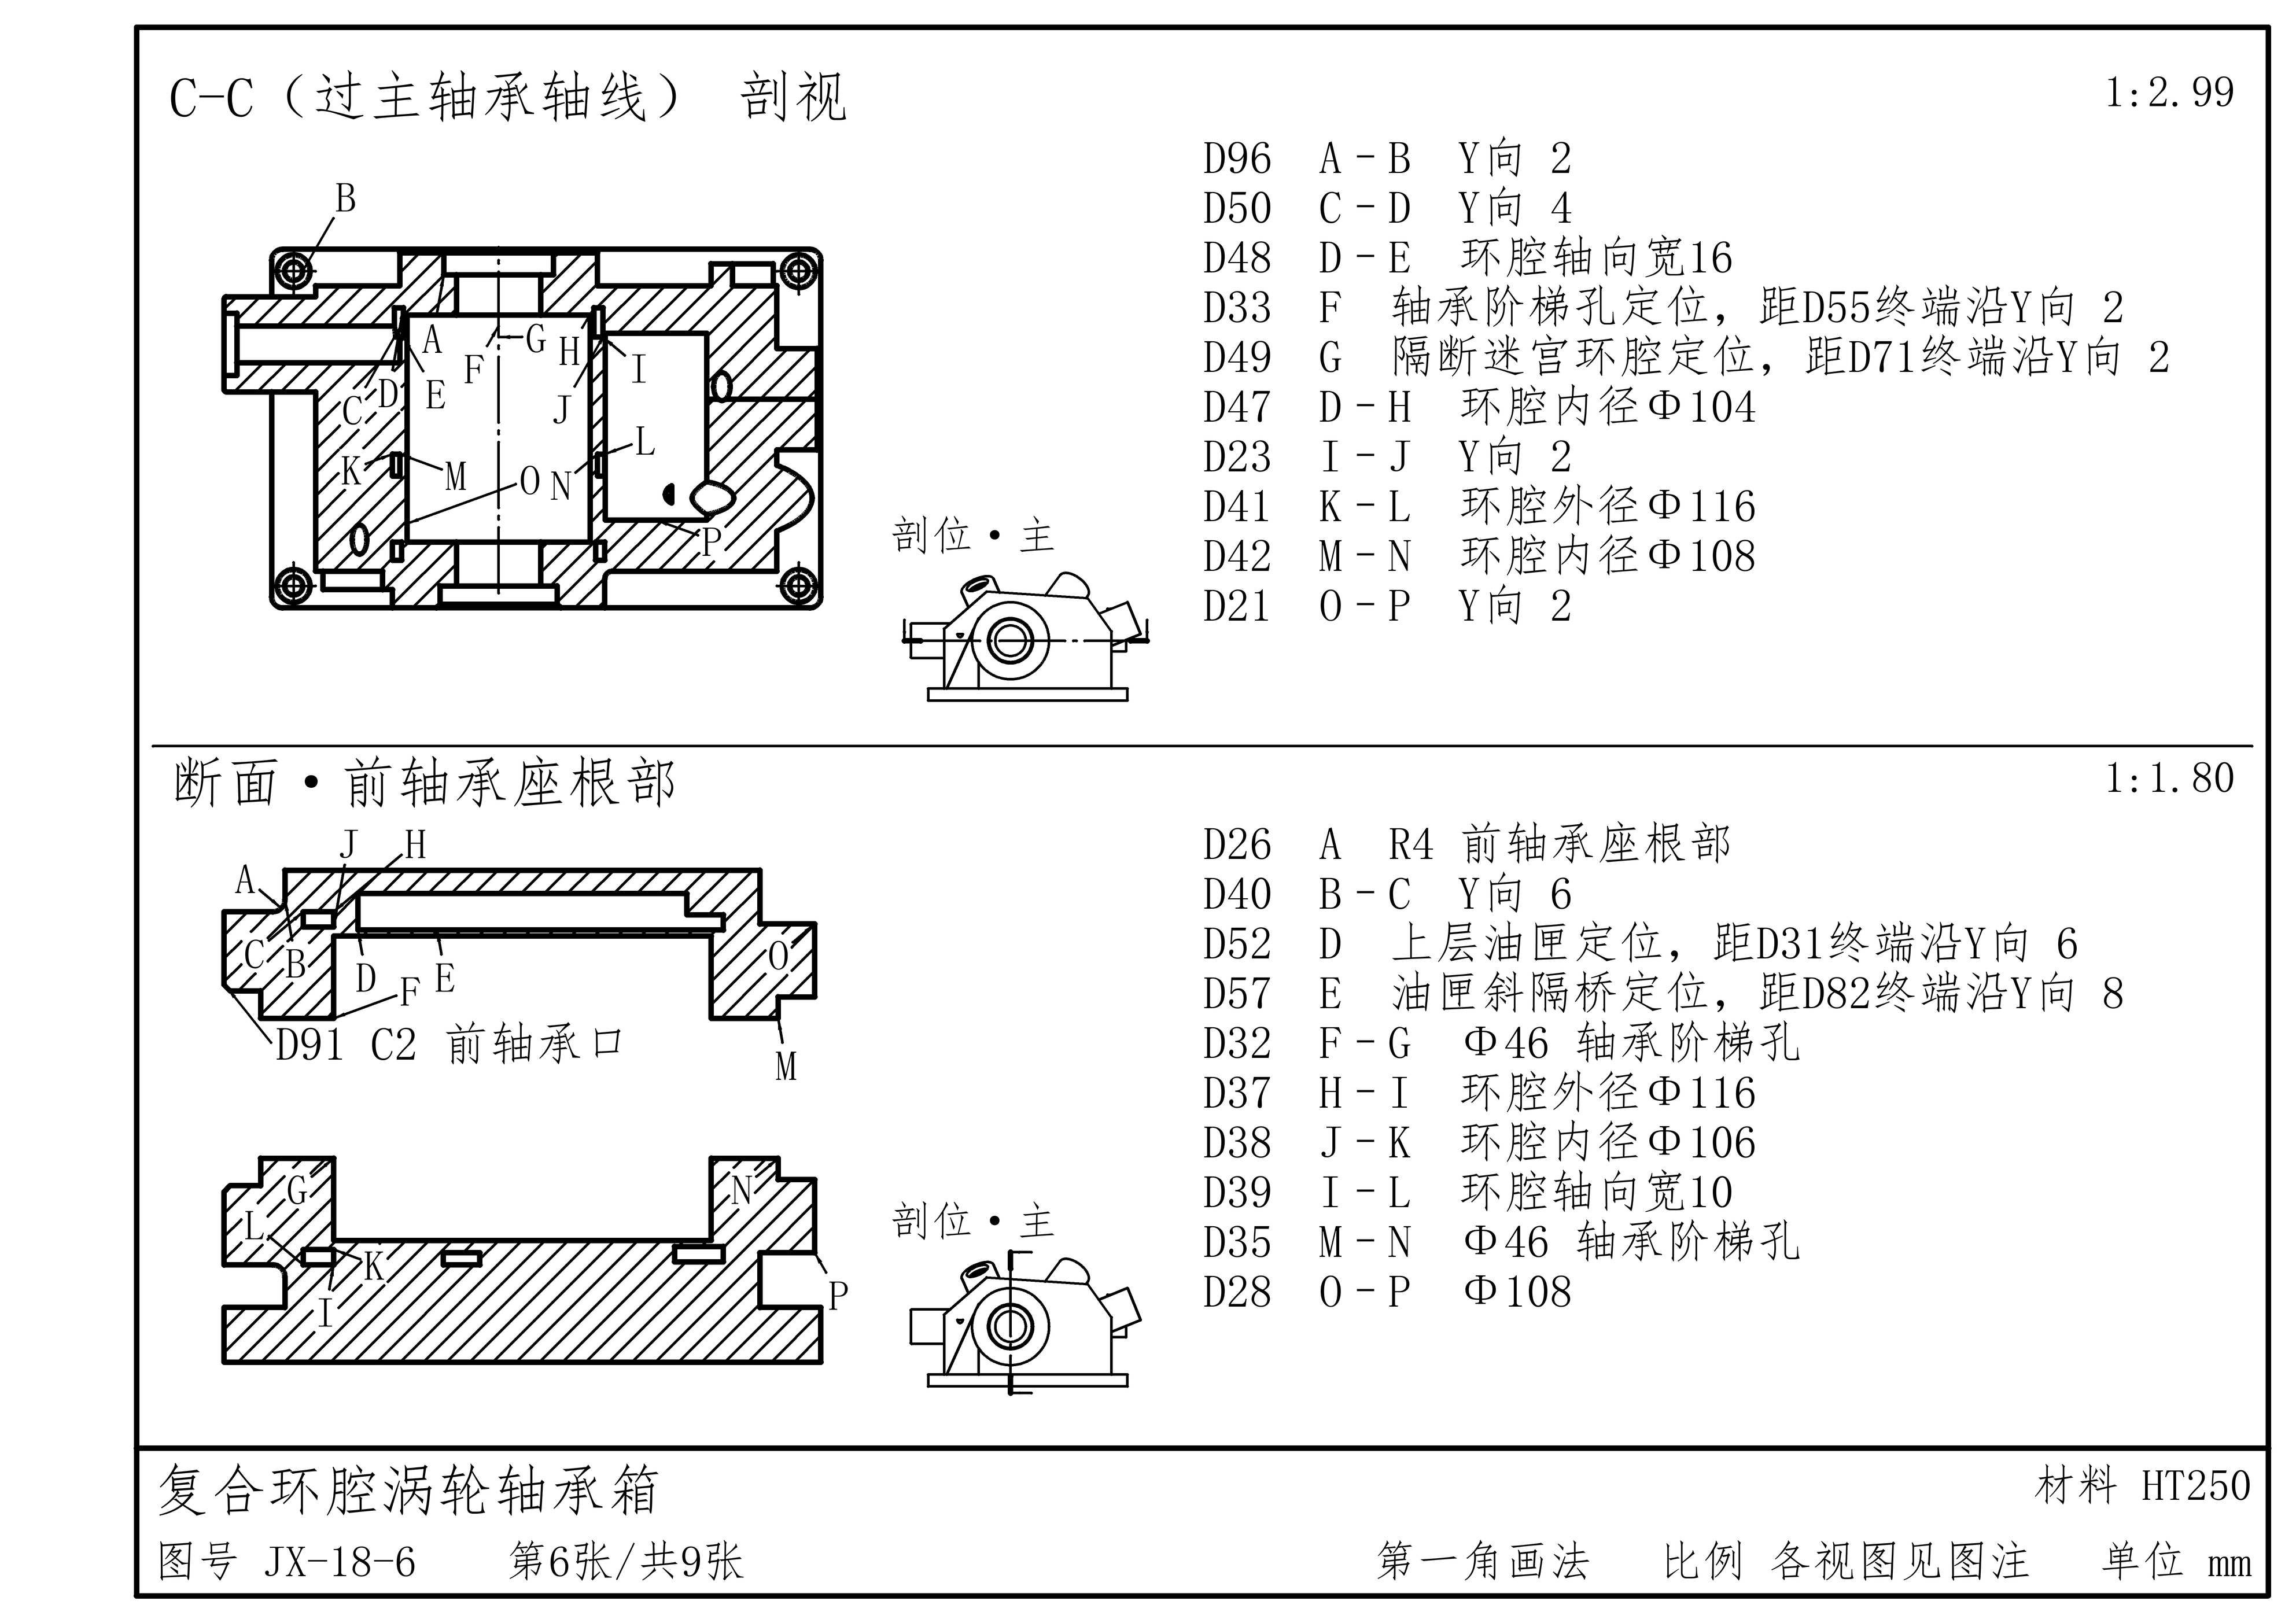 C-C（过主轴承轴线） 剖视
1:2.99
D96 A-B Y向 2
D50 C-D Y向 4
D48 D-E 环腔轴向宽16
D33 F 轴承阶梯孔定位，距D55终端沿Y向 2
D49 G 隔断迷宫环腔定位，距D71终端沿Y向 2
D47 D-H 环腔内径Φ104
D23 I-J Y向 2
D41 K-L 环腔外径Φ116
D42 M-N 环腔内径Φ108
D21 O-P Y向 2
B
A
F
G
H
I
C
D
E
J
K
M
O
N
L
P
剖位·主
断面·前轴承座根部
1:1.80
D26 A R4 前轴承座根部
D40 B-C Y向 6
D52 D 上层油匣定位，距D31终端沿Y向 6
D57 E 油匣斜隔桥定位，距D82终端沿Y向 8
D32 F-G Φ46 轴承阶梯孔
D37 H-I 环腔外径Φ116
D38 J-K 环腔内径Φ106
D39 I-L 环腔轴向宽10
D35 M-N Φ46 轴承阶梯孔
D28 O-P Φ108
J
H
A
C
B
D
F
E
O
D91 C2 前轴承口
M
G
N
L
K
I
P
剖位·主
复合环腔涡轮轴承箱
材料 HT250
图号 JX-18-6 第6张/共9张
第一角画法 比例 各视图见图注 单位 mm